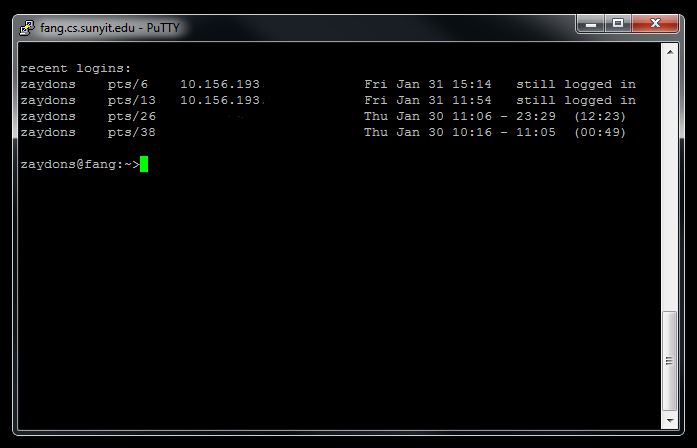 fang.cs.sunyit.edu - PuTTY
recent logins:
zaydons    pts/6    10.156.193             Fri Jan 31 15:14   still logged in
zaydons    pts/13   10.156.193             Fri Jan 31 11:54   still logged in
zaydons    pts/26                          Thu Jan 30 11:06 - 23:29  (12:23)
zaydons    pts/38                          Thu Jan 30 10:16 - 11:05  (00:49)
zaydons@fang:~>